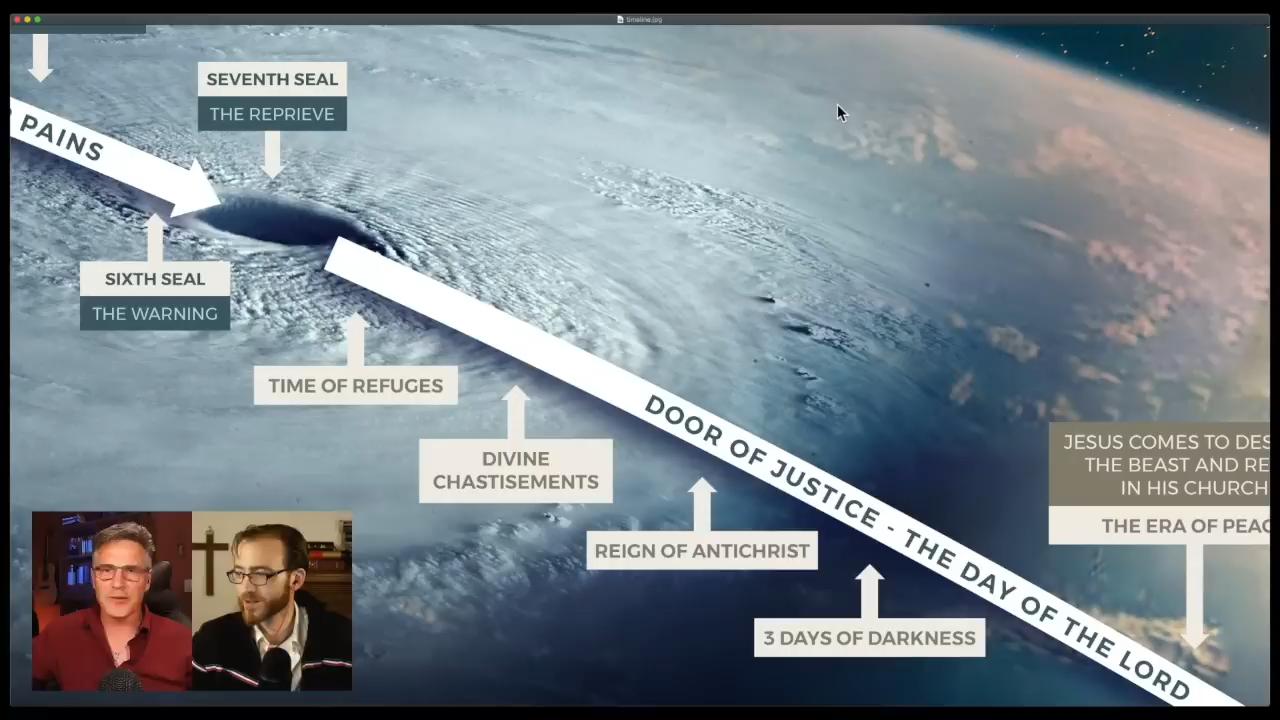 timeline.jpg
PAINS
SEVENTH SEAL
THE REPRIEVE
SIXTH SEAL
THE WARNING
TIME OF REFUGES
DIVINE
CHASTISEMENTS
REIGN OF ANTICHRIST
3 DAYS OF DARKNESS
DOOR OF JUSTICE - THE DAY OF THE LORD
JESUS COMES TO DES
THE BEAST AND RE
IN HIS CHURCH
THE ERA OF PEAC